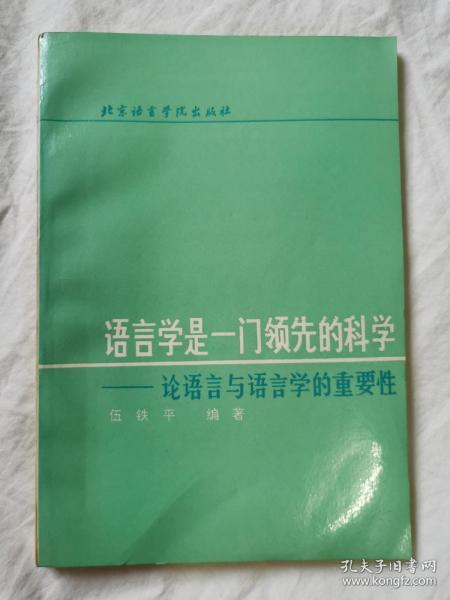 北京语言学院出版社
语言学是一门领先的科学
——论语言与语言学的重要性
伍铁平 编著
孔夫子旧书网
www.kongfz.com